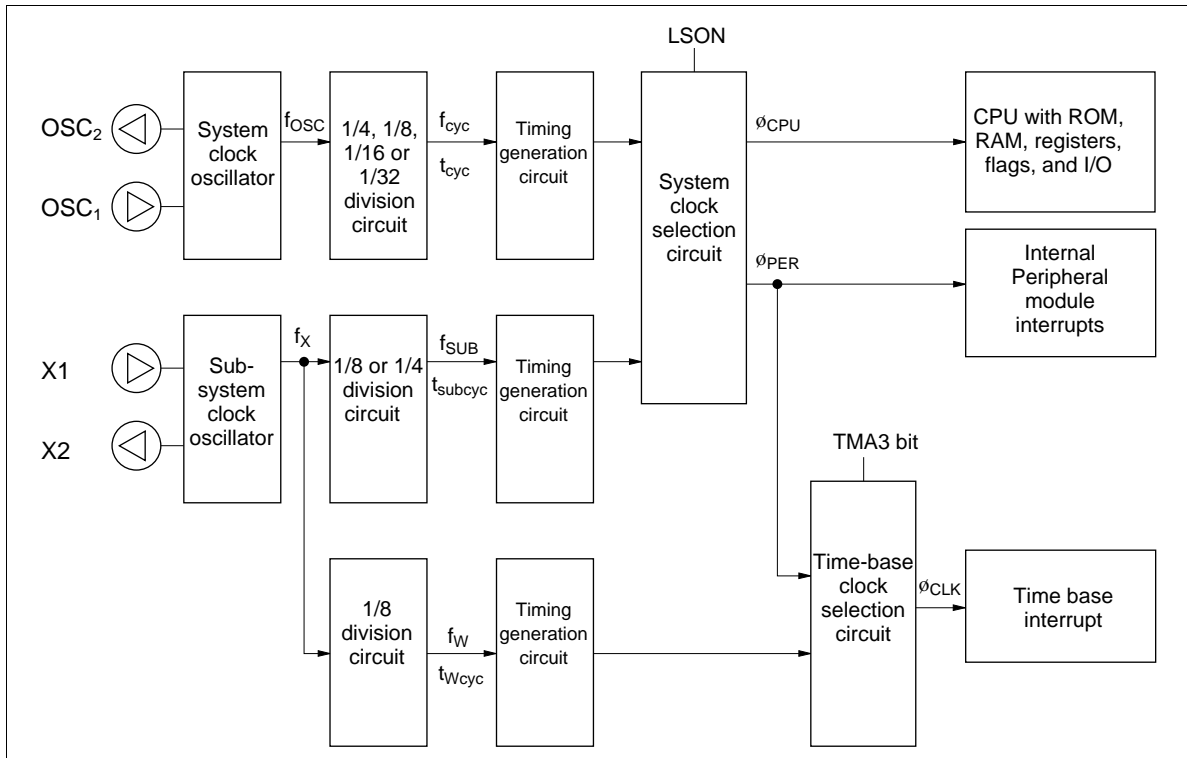 LSON
OSC₂
OSC₁
System
clock
oscillator
fOSC
1/4, 1/8,
1/16 or
1/32
division
circuit
fcyc
tcyc
Timing
generation
circuit
System
clock
selection
circuit
øCPU
øPER
CPU with ROM,
RAM, registers,
flags, and I/O
Internal
Peripheral
module
interrupts
X1
X2
Sub-
system
clock
oscillator
fX
1/8 or 1/4
division
circuit
fSUB
tsubcyc
Timing
generation
circuit
TMA3 bit
1/8
division
circuit
fW
tWcyc
Timing
generation
circuit
Time-base
clock
selection
circuit
øCLK
Time base
interrupt